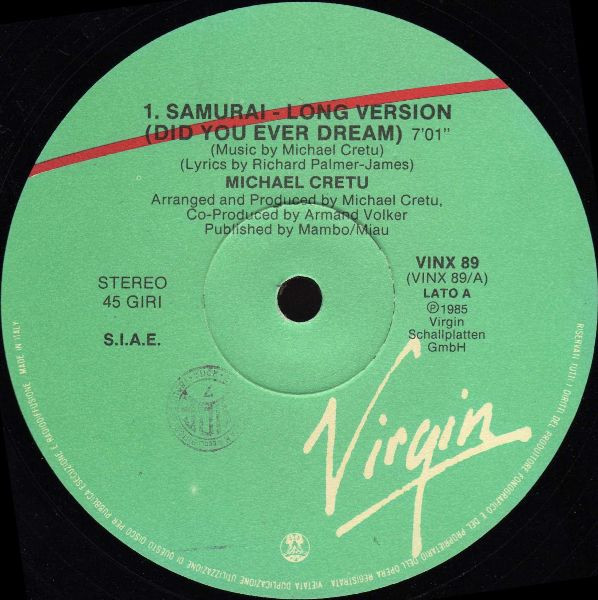 1. SAMURAI - LONG VERSION
(DID YOU EVER DREAM) 7'01"
(Music by Michael Cretu)
(Lyrics by Richard Palmer-James)
MICHAEL CRETU
Arranged and Produced by Michael Cretu,
Co-Produced by Armand Volker
Published by Mambo/Miau
STEREO
45 GIRI
S.I.A.E.
VINX 89
(VINX 89/A)
LATO A
℗1985
Virgin
Schallplatten
GmbH
Virgin
RISERVATI TUTTI I DIRITTI DEL PRODUTTORE FONOGRAFICO E DEL PROPRIETARIO DELL'OPERA REGISTRATA VIETATA DUPLICAZIONE UTILIZZAZIONE DI QUESTO DISCO PER PUBBLICA ESECUZIONE E RADIODIFFUSIONE MADE IN ITALY